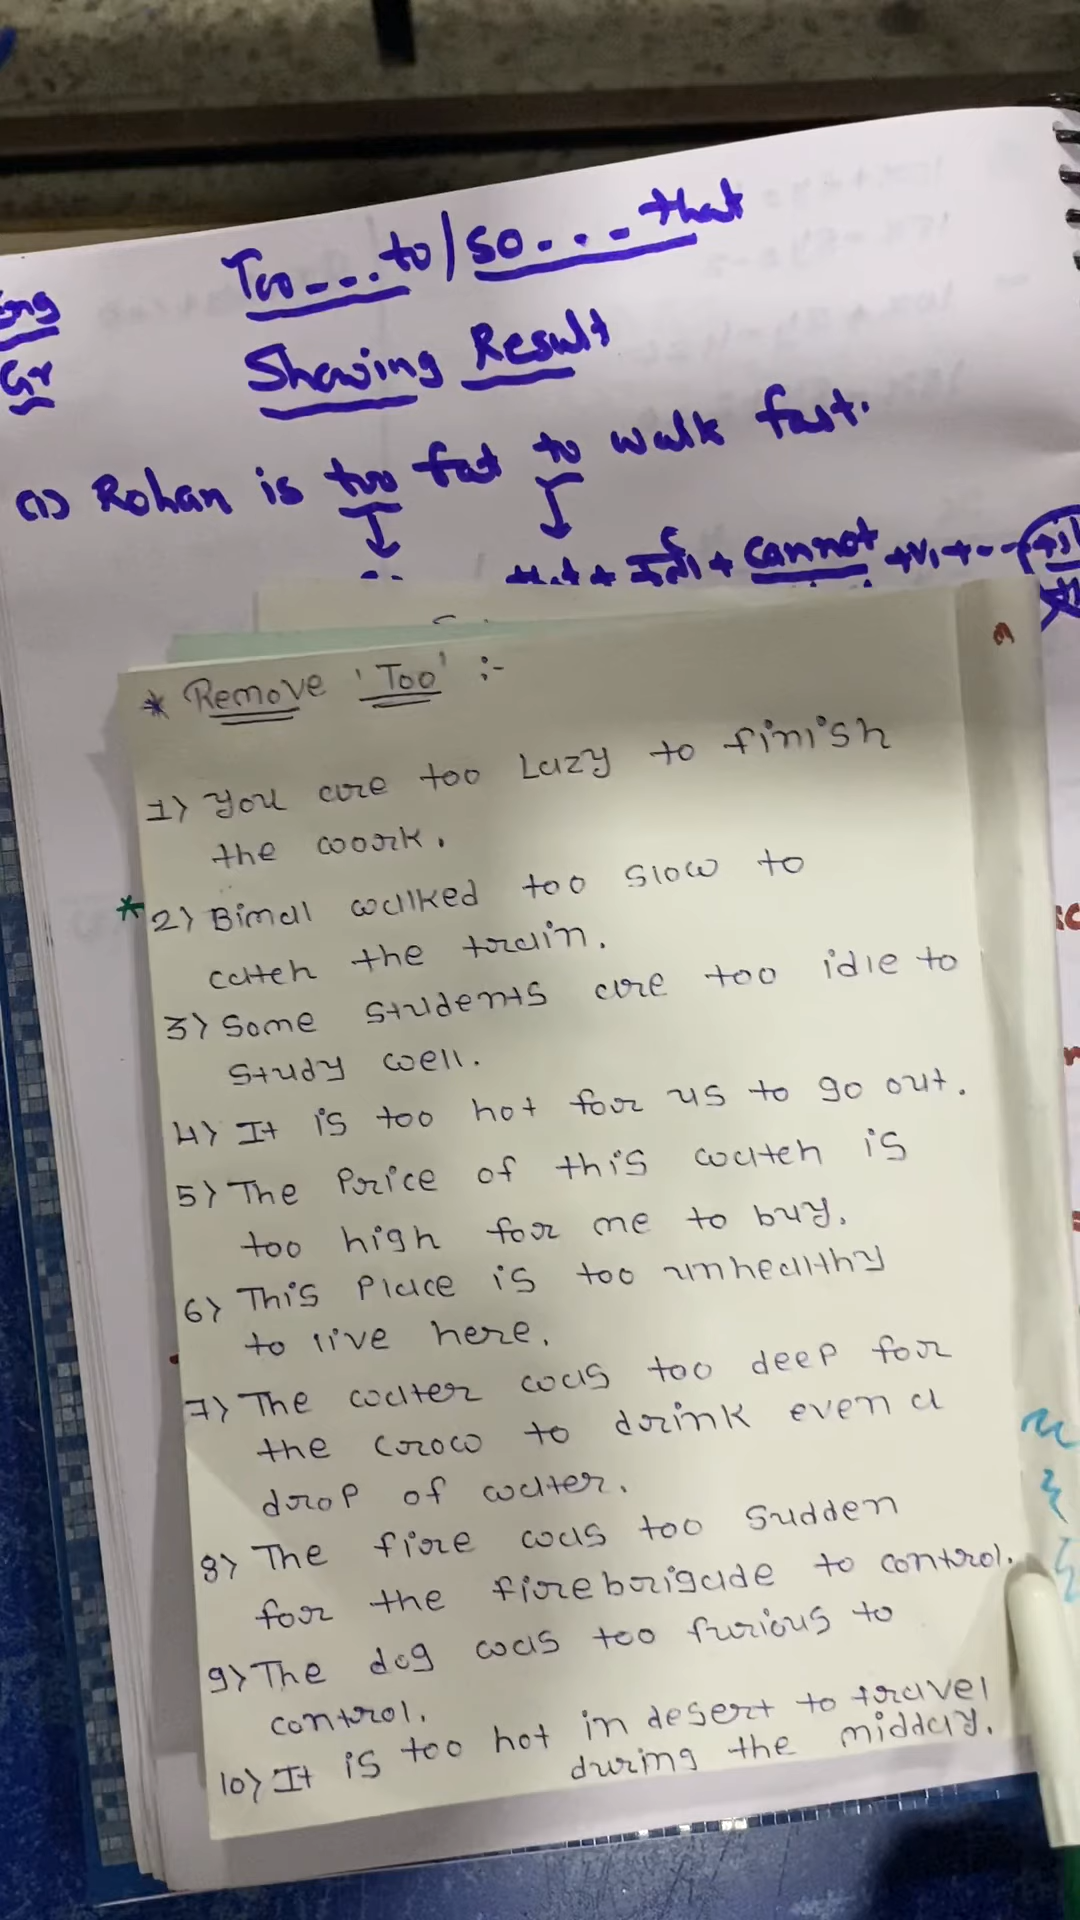 Too---to/so...that
Eng
Gr
Showing Result
(1) Rohan is too fat to walk fast.
cannot +V1+--
* Remove 'Too' :-
1) You are too Lazy to finish
the work.
* 2) Bimal walked too slow to
catch the train.
3) Some students are too idle to
study well.
4) It is too hot for us to go out.
5) The Price of this watch is
too high for me to buy.
6) This Place is too unhealthy
to live here.
7) The water was too deep for
the crow to drink even a
drop of water.
8) The fire was too sudden
for the firebrigade to control.
9) The dog was too furious to
control.
10) It is too hot in desert to travel
during the midday.